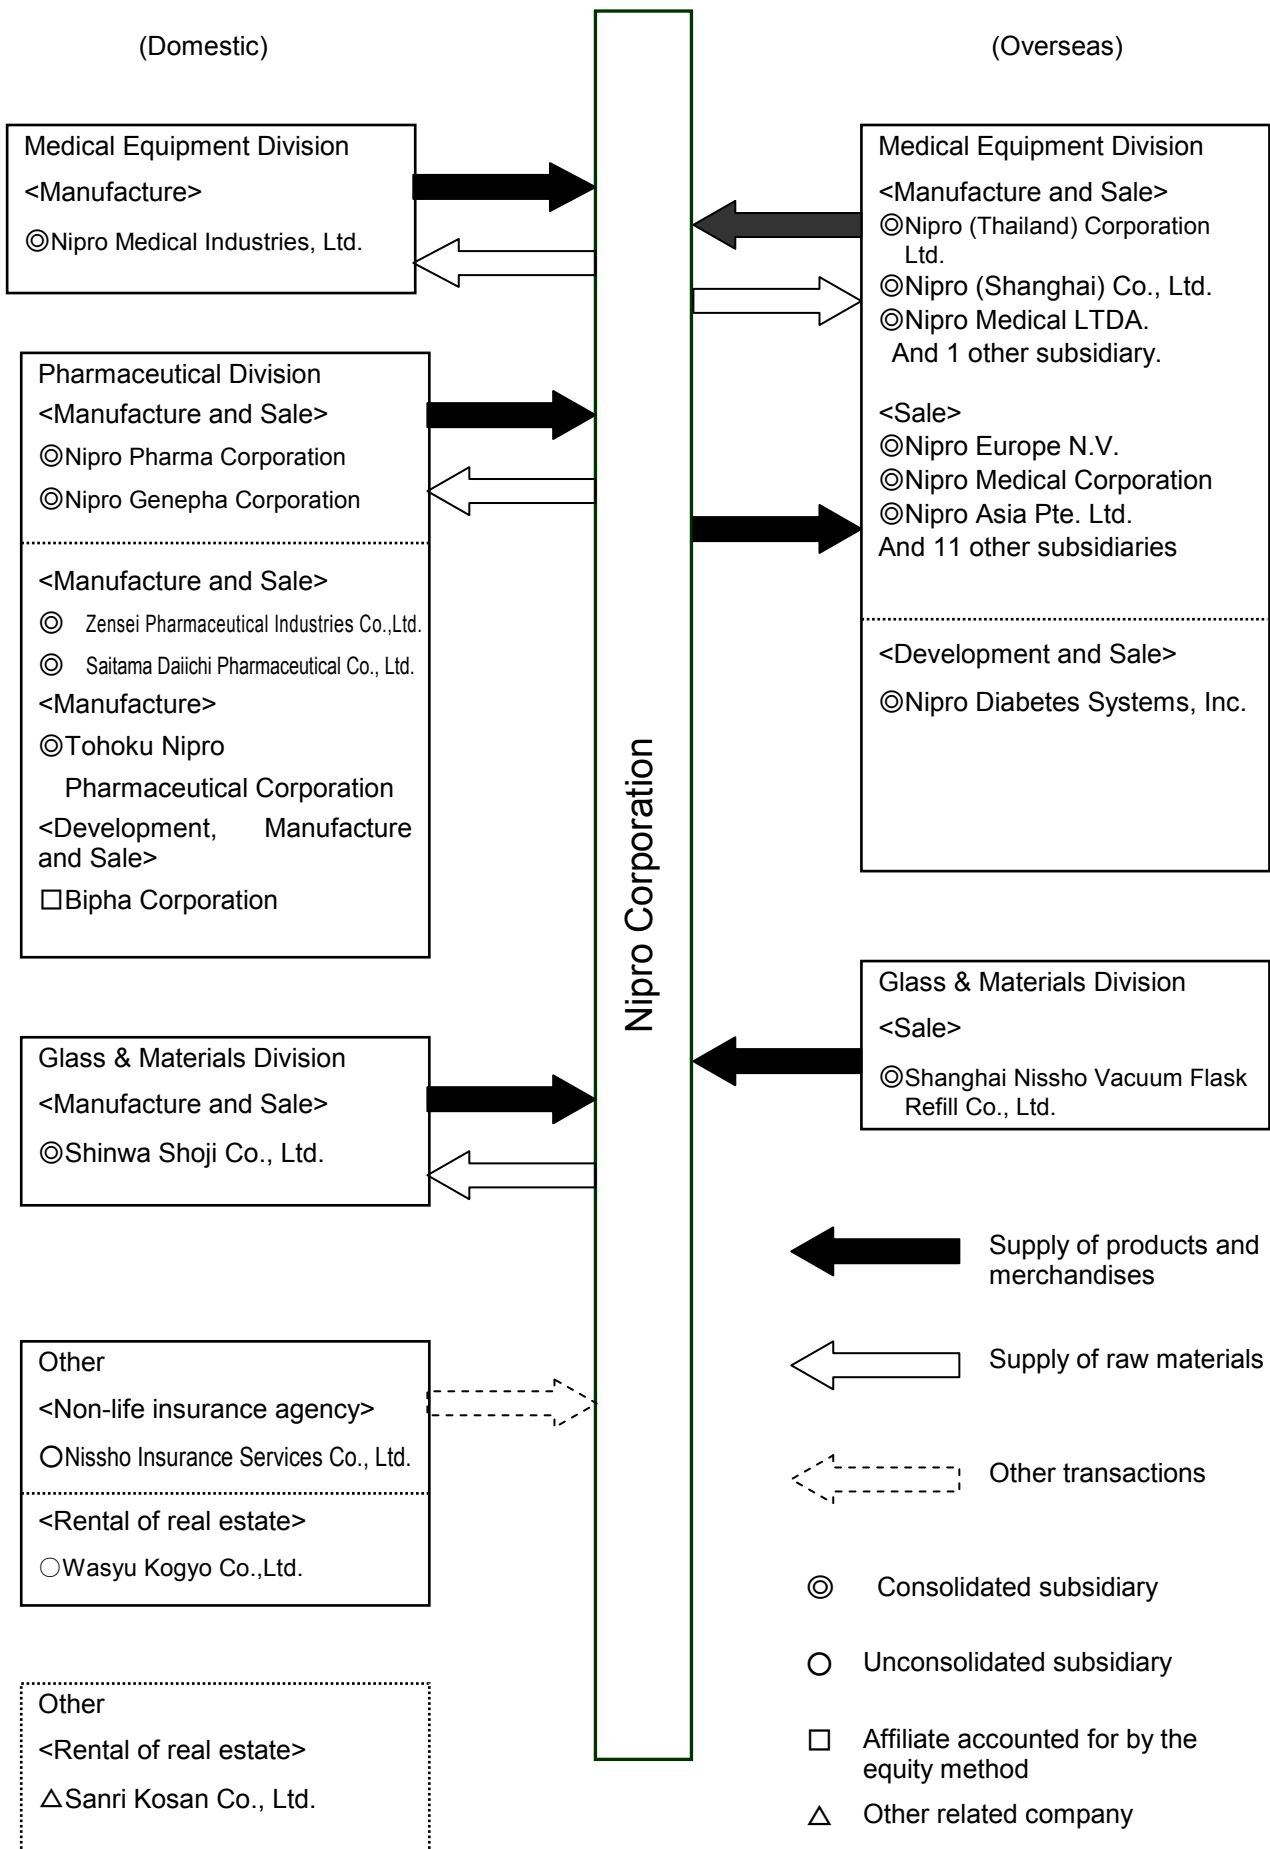 (Domestic)
(Overseas)
Medical Equipment Division
<Manufacture>
◎Nipro Medical Industries, Ltd.
Pharmaceutical Division
<Manufacture and Sale>
◎Nipro Pharma Corporation
◎Nipro Genepha Corporation
<Manufacture and Sale>
◎ Zensei Pharmaceutical Industries Co.,Ltd.
◎ Saitama Daiichi Pharmaceutical Co., Ltd.
<Manufacture>
◎Tohoku Nipro
Pharmaceutical Corporation
<Development, Manufacture
and Sale>
□Bipha Corporation
Glass & Materials Division
<Manufacture and Sale>
◎Shinwa Shoji Co., Ltd.
Other
<Non-life insurance agency>
○Nissho Insurance Services Co., Ltd.
<Rental of real estate>
○Wasyu Kogyo Co.,Ltd.
Other
<Rental of real estate>
△Sanri Kosan Co., Ltd.
Nipro Corporation
Medical Equipment Division
<Manufacture and Sale>
◎Nipro (Thailand) Corporation
Ltd.
◎Nipro (Shanghai) Co., Ltd.
◎Nipro Medical LTDA.
And 1 other subsidiary.
<Sale>
◎Nipro Europe N.V.
◎Nipro Medical Corporation
◎Nipro Asia Pte. Ltd.
And 11 other subsidiaries
<Development and Sale>
◎Nipro Diabetes Systems, Inc.
Glass & Materials Division
<Sale>
◎Shanghai Nissho Vacuum Flask
Refill Co., Ltd.
Supply of products and
merchandises
Supply of raw materials
Other transactions
◎ Consolidated subsidiary
○ Unconsolidated subsidiary
□ Affiliate accounted for by the
equity method
△ Other related company